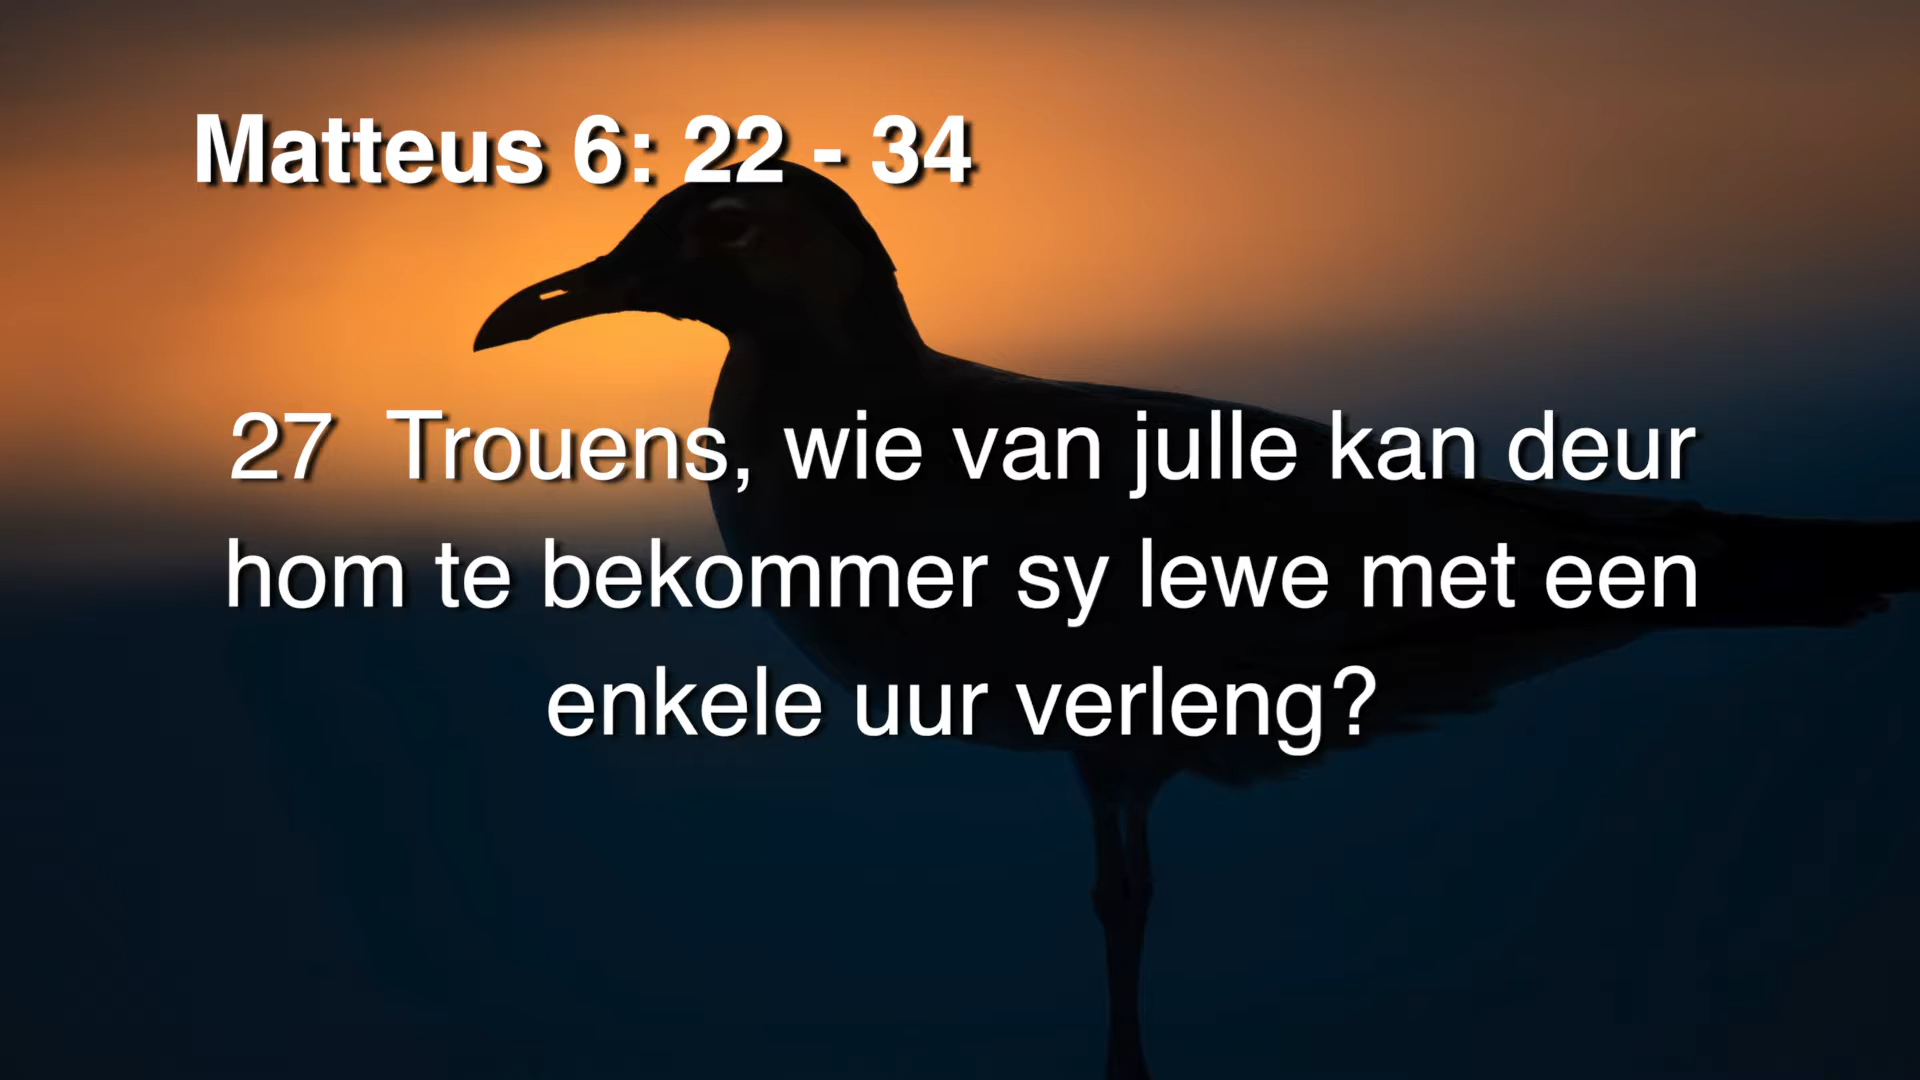 Matteus 6: 22 - 34
27  Trouens, wie van julle kan deur
hom te bekommer sy lewe met een
enkele uur verleng?